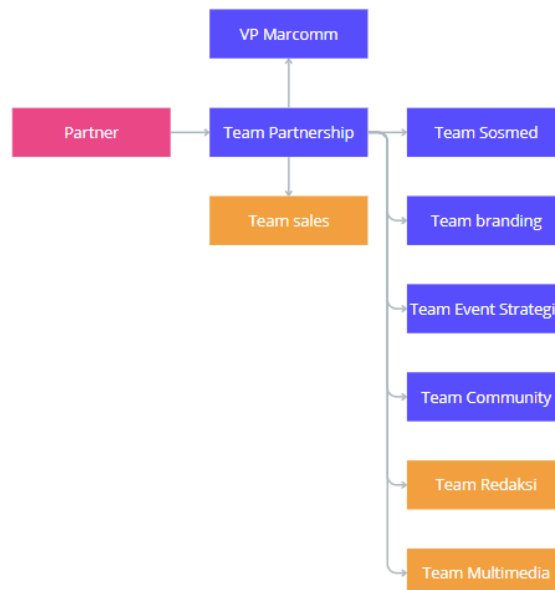 VP Marcomm
Partner
Team Partnership
Team Sosmed
Team sales
Team branding
Team Event Strategi
Team Community
Team Redaksi
Team Multimedia